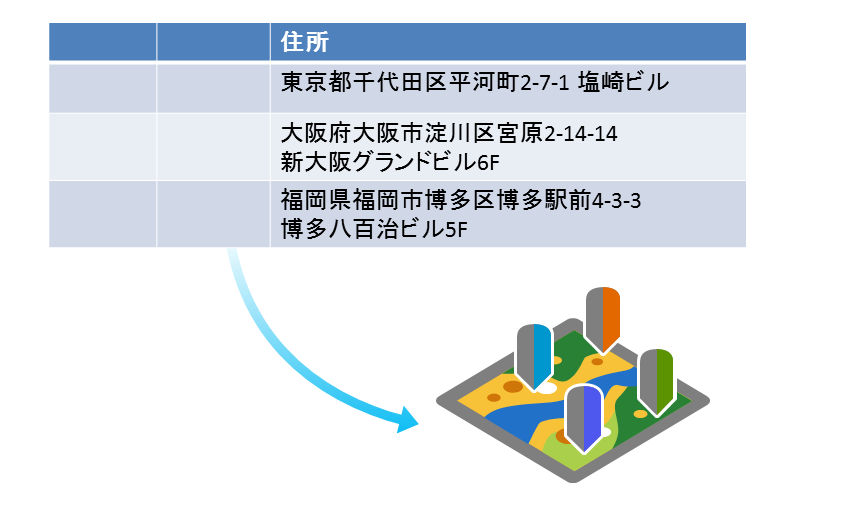 住所
東京都千代田区平河町2-7-1 塩崎ビル
大阪府大阪市淀川区宮原2-14-14
新大阪グランドビル6F
福岡県福岡市博多区博多駅前4-3-3
博多八百治ビル5F